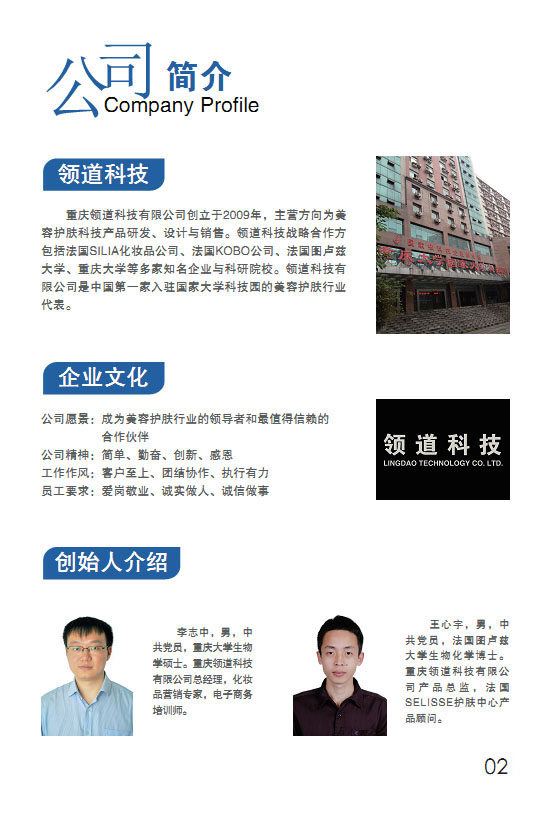 公司 简介
Company Profile
领道科技
重庆领道科技有限公司创立于2009年，主营方向为美
容护肤科技产品研发、设计与销售。领道科技战略合作方
包括法国SILIA化妆品公司、法国KOBO公司、法国图卢兹
大学、重庆大学等多家知名企业与科研院校。领道科技有
限公司是中国第一家入驻国家大学科技园的美容护肤行业
代表。
企业文化
公司愿景：成为美容护肤行业的领导者和最值得信赖的
合作伙伴
公司精神：简单、勤奋、创新、感恩
工作作风：客户至上、团结协作、执行有力
员工要求：爱岗敬业、诚实做人、诚信做事
领道科技
LINGDAO TECHNOLOGY CO. LTD.
创始人介绍
李志中，男，中
共党员，重庆大学生物
学硕士。重庆领道科技
有限公司总经理，化妆
品营销专家，电子商务
培训师。
王心宇，男，中
共党员，法国图卢兹
大学生物化学博士。
重庆领道科技有限公
司产品总监，法国
SELISSE护肤中心产
品顾问。
02